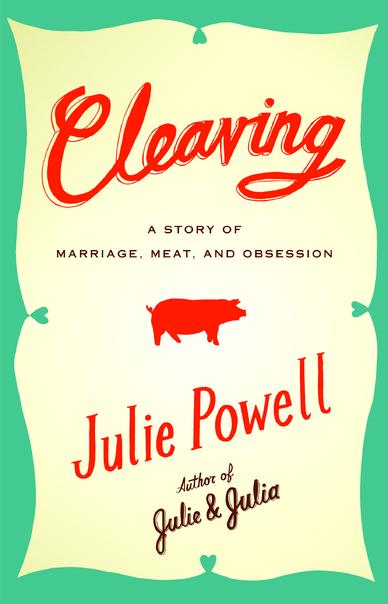 Cleaving
A STORY OF
MARRIAGE, MEAT, AND OBSESSION
Julie Powell
Author of
Julie & Julia